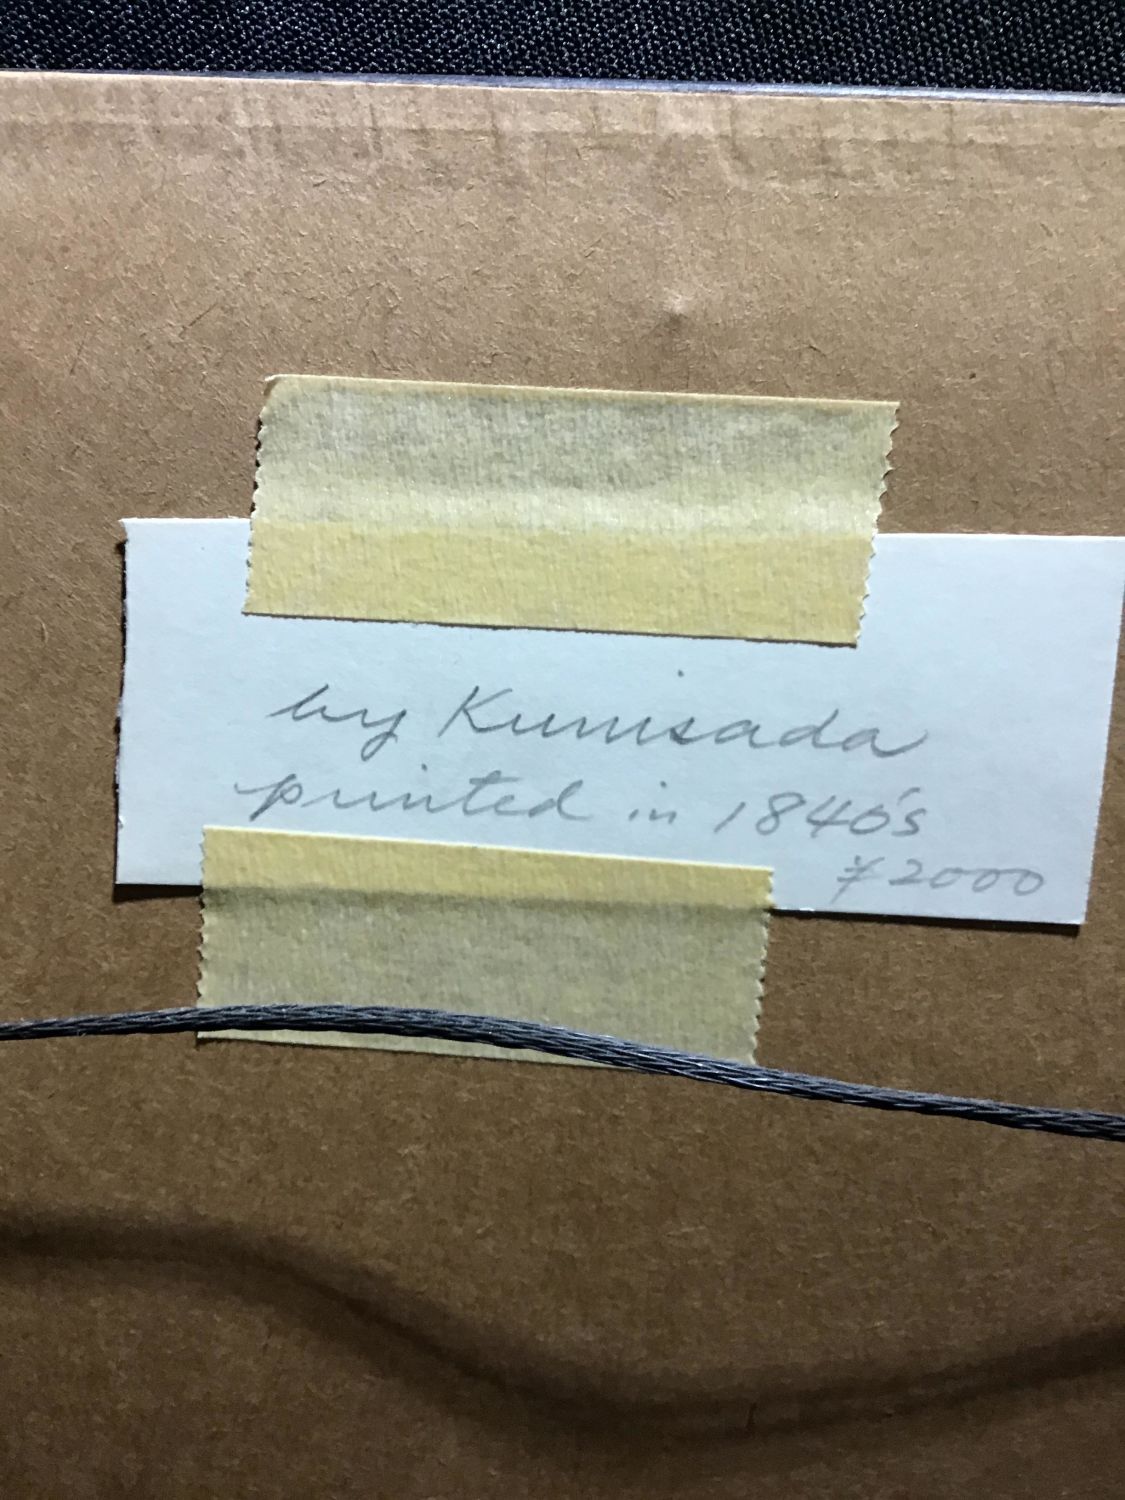 by Kunisada
printed in 1840's
¥2000